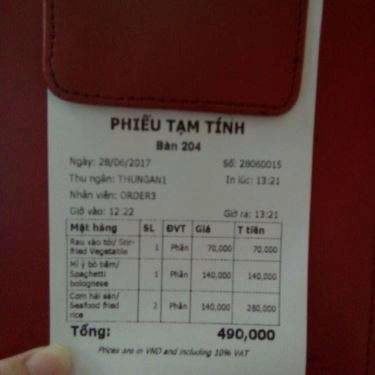 PHIẾU TẠM TÍNH
Bàn 204
Ngày: 28/06/2017 Số: 28060015
Thu ngân: THUNGAN1 In lúc: 13:21
Nhân viên: ORDER3
Giờ vào: 12:22 Giờ ra: 13:21
Mặt hàng SL ĐVT Giá T tiền
Rau xào tỏi/ Stir-
fried Vegetable 1 Phần 70,000 70,000
Mì ý bò bằm/
Spaghetti 1 Phần 140,000 140,000
bolognese
Cơm hải sản/
Seafood fried 2 Phần 140,000 280,000
rice
Tổng: 490,000
Prices are in VND and including 10% VAT